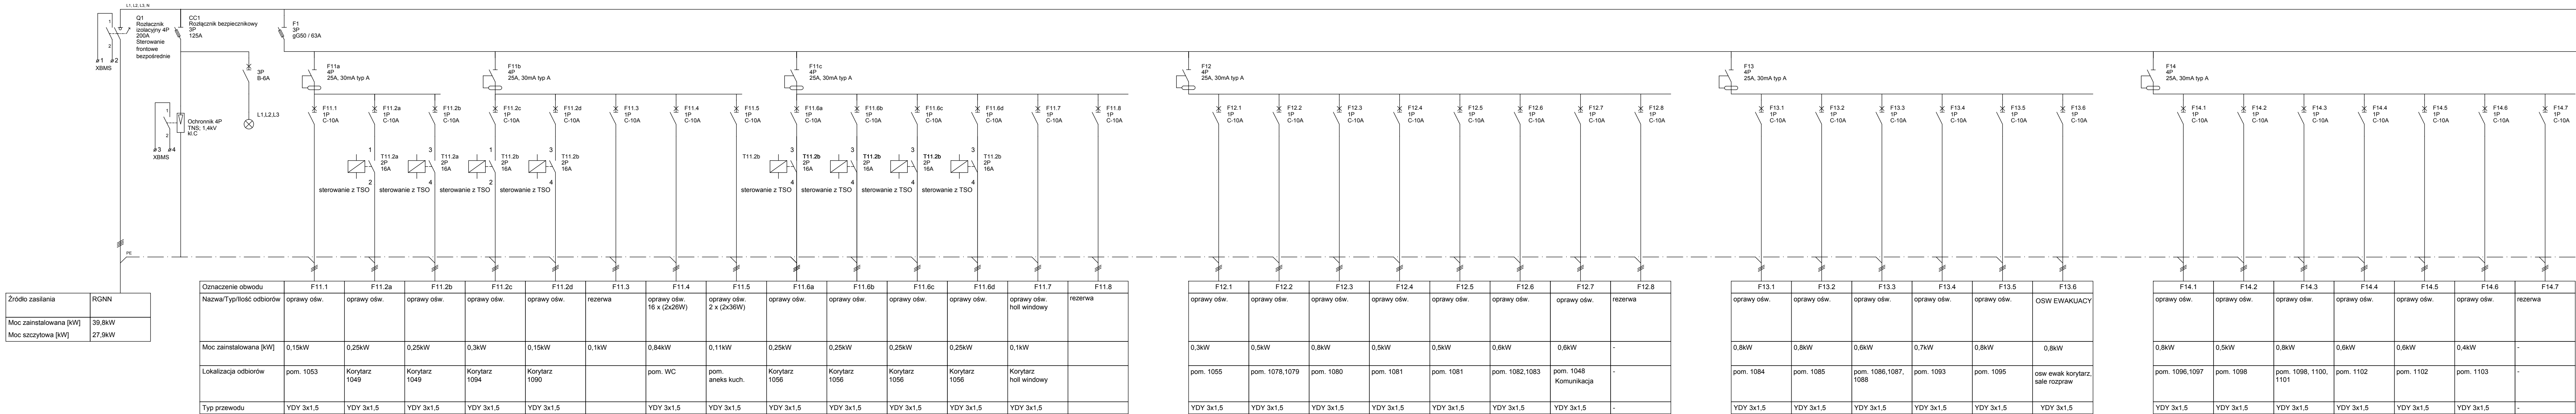 L1, L2, L3, N
Q1
Rozłacznik
izolacyjny 4P
200A
Sterowanie
frontowe
bezpośrednie
1
2
1 2
XBMS
CC1
Rozłącznik bezpiecznikowy
3P
125A
3P
B-6A
L1,L2,L3
1
2
3 4
XBMS
Ochronnik 4P
TNS; 1,4kV
kl.C
F1
3P
gG50 / 63A
F11a
4P
25A, 30mA typ A
F11b
4P
25A, 30mA typ A
F11c
4P
25A, 30mA typ A
F12
4P
25A, 30mA typ A
F13
4P
25A, 30mA typ A
F14
4P
25A, 30mA typ A
F11.1
1P
C-10A
F11.2a
1P
C-10A
F11.2b
1P
C-10A
F11.2c
1P
C-10A
F11.2d
1P
C-10A
F11.3
1P
C-10A
F11.4
1P
C-10A
F11.5
1P
C-10A
F11.6a
1P
C-10A
F11.6b
1P
C-10A
F11.6c
1P
C-10A
F11.6d
1P
C-10A
F11.7
1P
C-10A
F11.8
1P
C-10A
F12.1
1P
C-10A
F12.2
1P
C-10A
F12.3
1P
C-10A
F12.4
1P
C-10A
F12.5
1P
C-10A
F12.6
1P
C-10A
F12.7
1P
C-10A
F12.8
1P
C-10A
F13.1
1P
C-10A
F13.2
1P
C-10A
F13.3
1P
C-10A
F13.4
1P
C-10A
F13.5
1P
C-10A
F13.6
1P
C-10A
F14.1
1P
C-10A
F14.2
1P
C-10A
F14.3
1P
C-10A
F14.4
1P
C-10A
F14.5
1P
C-10A
F14.6
1P
C-10A
F14.7
1P
C-10A
1
T11.2a
2P
16A
2
sterowanie z TSO
3
T11.2a
2P
16A
4
sterowanie z TSO
1
T11.2b
2P
16A
2
sterowanie z TSO
3
T11.2b
2P
16A
4
sterowanie z TSO
T11.2b
3
T11.2b
2P
16A
4
sterowanie z TSO
3
T11.2b
2P
16A
4
sterowanie z TSO
3
T11.2b
2P
16A
4
sterowanie z TSO
3
T11.2b
2P
16A
4
sterowanie z TSO
PE
Źródło zasilania RGNN
Moc zainstalowana [kW] 39,8kW
Moc szczytowa [kW] 27,9kW
Oznaczenie obwodu F11.1 F11.2a F11.2b F11.2c F11.2d F11.3 F11.4 F11.5 F11.6a F11.6b F11.6c F11.6d F11.7 F11.8
Nazwa/Typ/Ilość odbiorów oprawy ośw. oprawy ośw. oprawy ośw. oprawy ośw. oprawy ośw. rezerwa oprawy ośw. oprawy ośw. oprawy ośw. oprawy ośw. oprawy ośw. oprawy ośw. oprawy ośw. rezerwa
16 x (2x26W) 2 x (2x36W) holl windowy
Moc zainstalowana [kW] 0,15kW 0,25kW 0,25kW 0,3kW 0,15kW 0,1kW 0,84kW 0,11kW 0,25kW 0,25kW 0,25kW 0,25kW 0,1kW
Lokalizacja odbiorów pom. 1053 Korytarz Korytarz Korytarz Korytarz pom. WC pom. Korytarz Korytarz Korytarz Korytarz Korytarz
1049 1049 1094 1090 aneks kuch. 1056 1056 1056 1056 holl windowy
Typ przewodu YDY 3x1,5 YDY 3x1,5 YDY 3x1,5 YDY 3x1,5 YDY 3x1,5 YDY 3x1,5 YDY 3x1,5 YDY 3x1,5 YDY 3x1,5 YDY 3x1,5 YDY 3x1,5 YDY 3x1,5
F12.1 F12.2 F12.3 F12.4 F12.5 F12.6 F12.7 F12.8
oprawy ośw. oprawy ośw. oprawy ośw. oprawy ośw. oprawy ośw. oprawy ośw. oprawy ośw. rezerwa
0,3kW 0,5kW 0,8kW 0,5kW 0,5kW 0,6kW 0,6kW -
pom. 1055 pom. 1078,1079 pom. 1080 pom. 1081 pom. 1081 pom. 1082,1083 pom. 1048 -
Komunikacja
YDY 3x1,5 YDY 3x1,5 YDY 3x1,5 YDY 3x1,5 YDY 3x1,5 YDY 3x1,5 YDY 3x1,5 -
F13.1 F13.2 F13.3 F13.4 F13.5 F13.6
oprawy ośw. oprawy ośw. oprawy ośw. oprawy ośw. oprawy ośw. OSW EWAKUACY
0,8kW 0,8kW 0,6kW 0,7kW 0,8kW 0,8kW
pom. 1084 pom. 1085 pom. 1086,1087, pom. 1093 pom. 1095 osw ewak korytarz,
1088 sale rozpraw
YDY 3x1,5 YDY 3x1,5 YDY 3x1,5 YDY 3x1,5 YDY 3x1,5 YDY 3x1,5
F14.1 F14.2 F14.3 F14.4 F14.5 F14.6 F14.7
oprawy ośw. oprawy ośw. oprawy ośw. oprawy ośw. oprawy ośw. oprawy ośw. rezerwa
0,8kW 0,5kW 0,8kW 0,6kW 0,6kW 0,4kW -
pom. 1096,1097 pom. 1098 pom. 1098, 1100, pom. 1102 pom. 1102 pom. 1103 -
1101
YDY 3x1,5 YDY 3x1,5 YDY 3x1,5 YDY 3x1,5 YDY 3x1,5 YDY 3x1,5 -